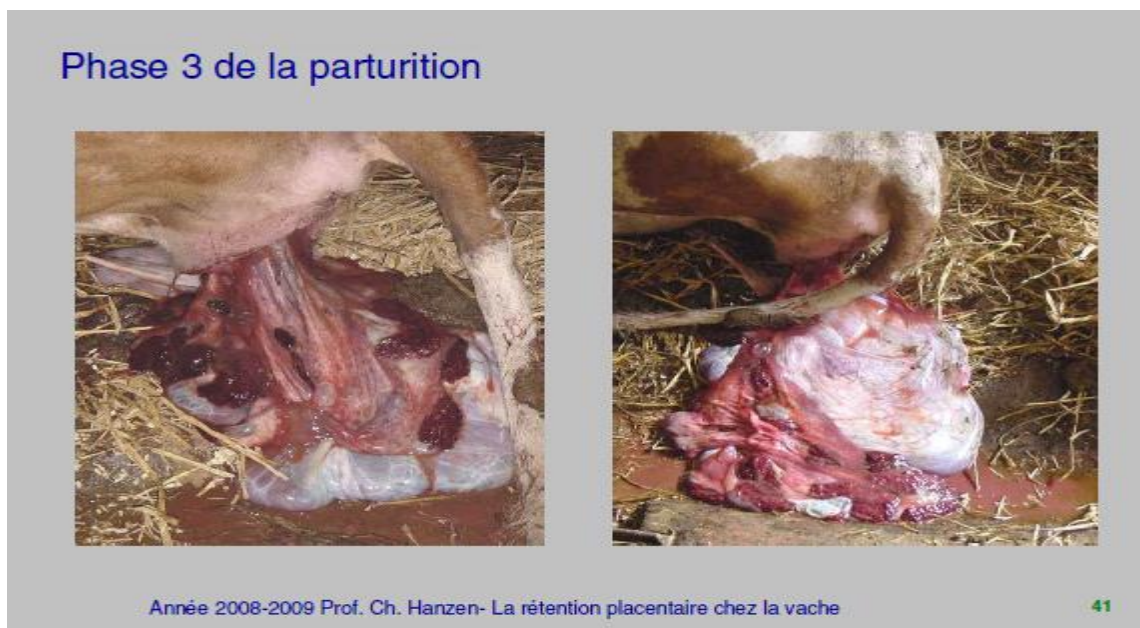 Phase 3 de la parturition
Année 2008-2009 Prof. Ch. Hanzen- La rétention placentaire chez la vache
41